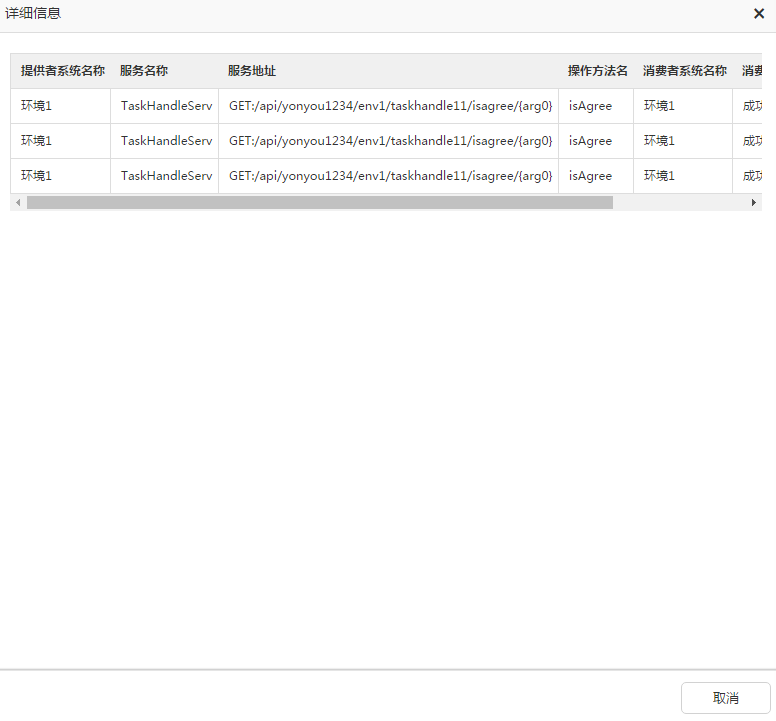 详细信息
提供者系统名称 服务名称 服务地址 操作方法名 消费者系统名称 消费
环境1 TaskHandleServ GET:/api/yonyou1234/env1/taskhandle11/isagree/{arg0} isAgree 环境1 成功
环境1 TaskHandleServ GET:/api/yonyou1234/env1/taskhandle11/isagree/{arg0} isAgree 环境1 成功
环境1 TaskHandleServ GET:/api/yonyou1234/env1/taskhandle11/isagree/{arg0} isAgree 环境1 成功
取消